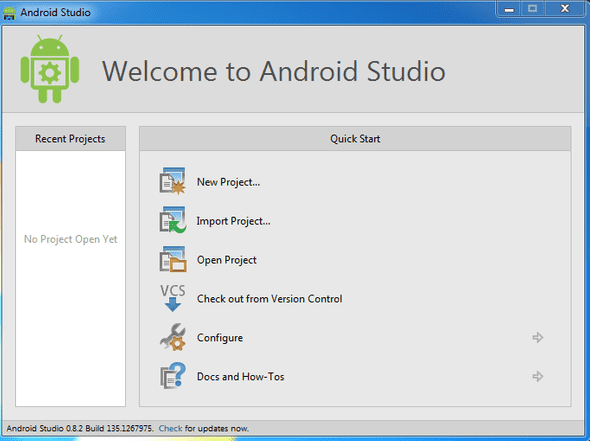 Android Studio
Welcome to Android Studio
Recent Projects
Quick Start
No Project Open Yet
New Project...
Import Project...
Open Project
VCS
Check out from Version Control
Configure
Docs and How-Tos
Android Studio 0.8.2 Build 135.1267975. Check for updates now.